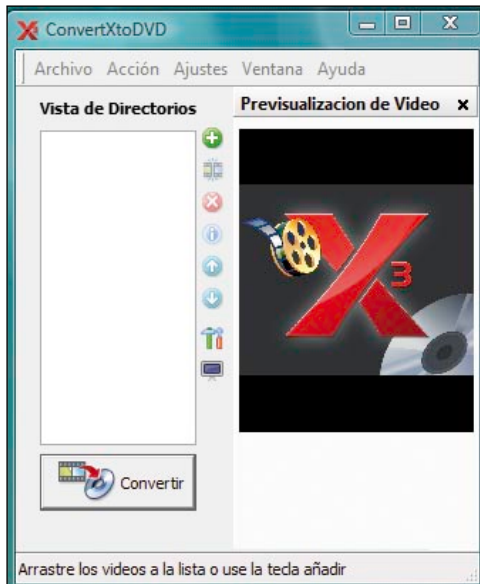 ConvertXtoDVD
Archivo Acción Ajustes Ventana Ayuda
Vista de Directorios
Previsualizacion de Video
3
Convertir
Arrastre los videos a la lista o use la tecla añadir